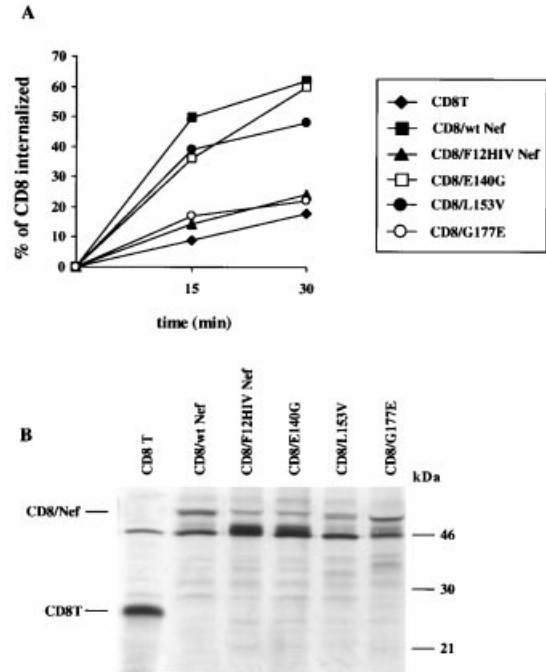 A
% of CD8 internalized
70
60
50
40
30
20
10
0
15
30
time (min)
CD8T
CD8/wt Nef
CD8/F12HIV Nef
CD8/E140G
CD8/L153V
CD8/G177E
B
CD8 T
CD8/wt Nef
CD8/F12HIV Nef
CD8/E140G
CD8/L153V
CD8/G177E
kDa
CD8/Nef
46
30
CD8T
21